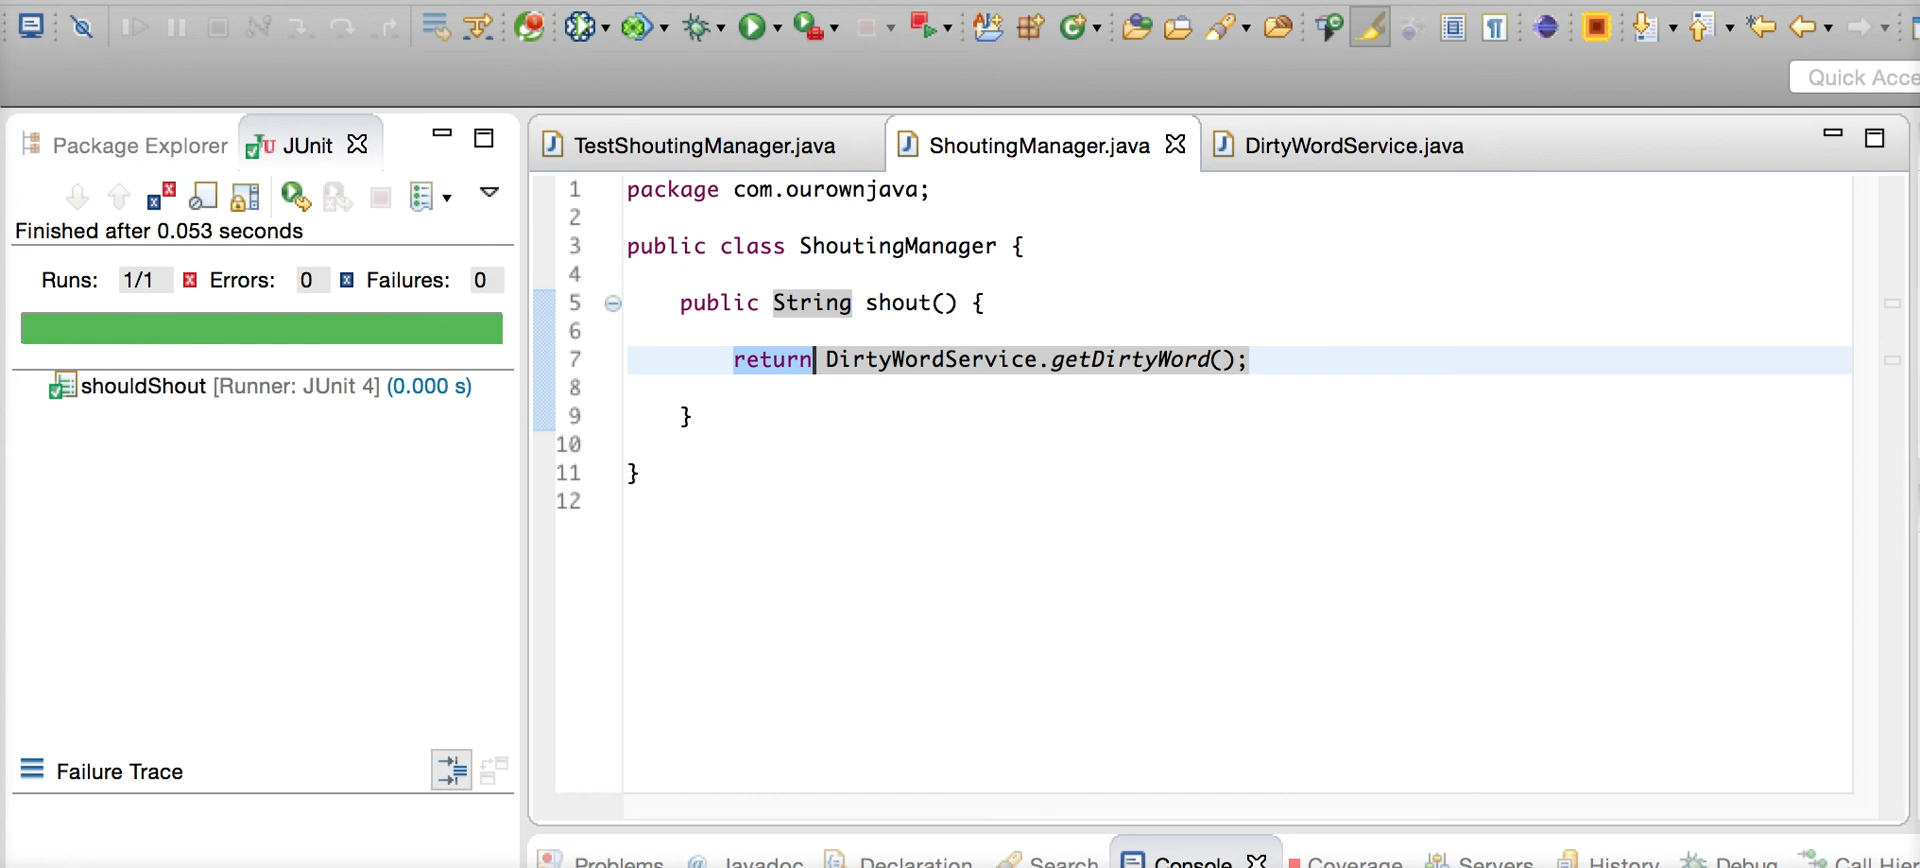 Quick Acce
Package Explorer
JUnit
TestShoutingManager.java
ShoutingManager.java
DirtyWordService.java
Finished after 0.053 seconds
Runs: 1/1 Errors: 0 Failures: 0
shouldShout [Runner: JUnit 4] (0.000 s)
Failure Trace
1 package com.ourownjava;
2
3 public class ShoutingManager {
4
5 public String shout() {
6
7 return DirtyWordService.getDirtyWord();
8
9 }
10
11 }
12
Problems
@ Javadoc
Declaration
Search
Console
Coverage
Servers
History
Debug
Call Hier